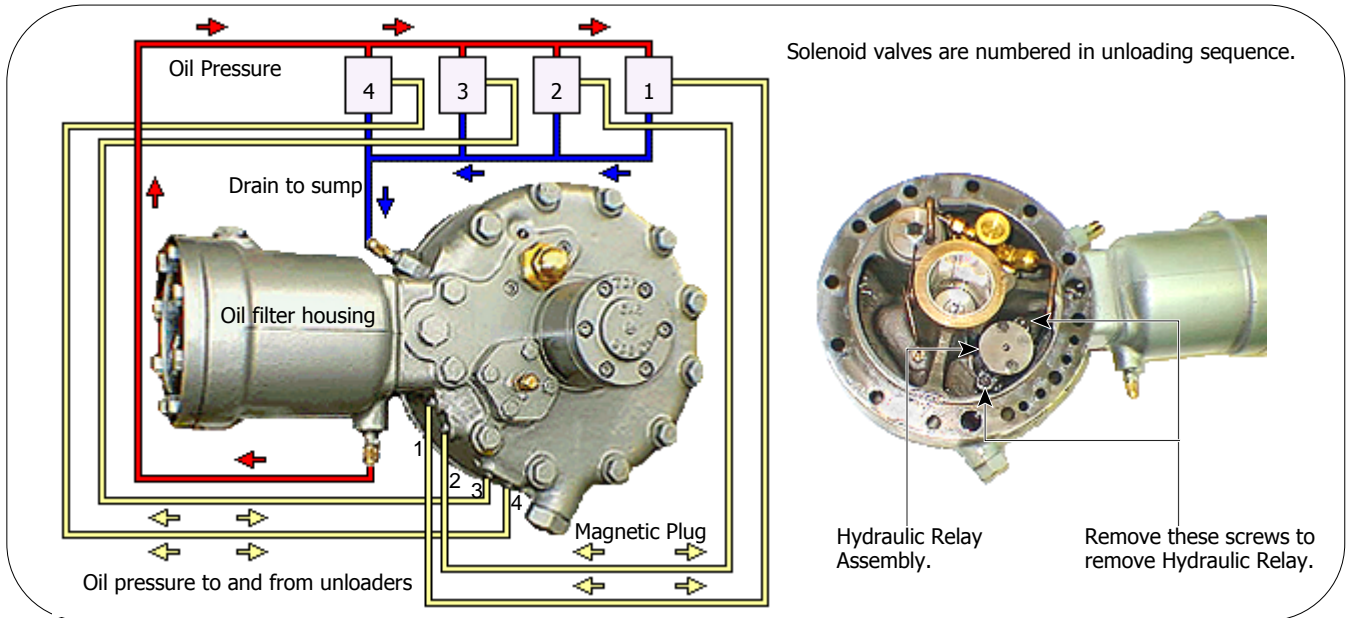 Oil Pressure
4
3
2
1
Solenoid valves are numbered in unloading sequence.
Drain to sump
Oil filter housing
1
2
3
4
Magnetic Plug
Oil pressure to and from unloaders
Hydraulic Relay
Assembly.
Remove these screws to
remove Hydraulic Relay.